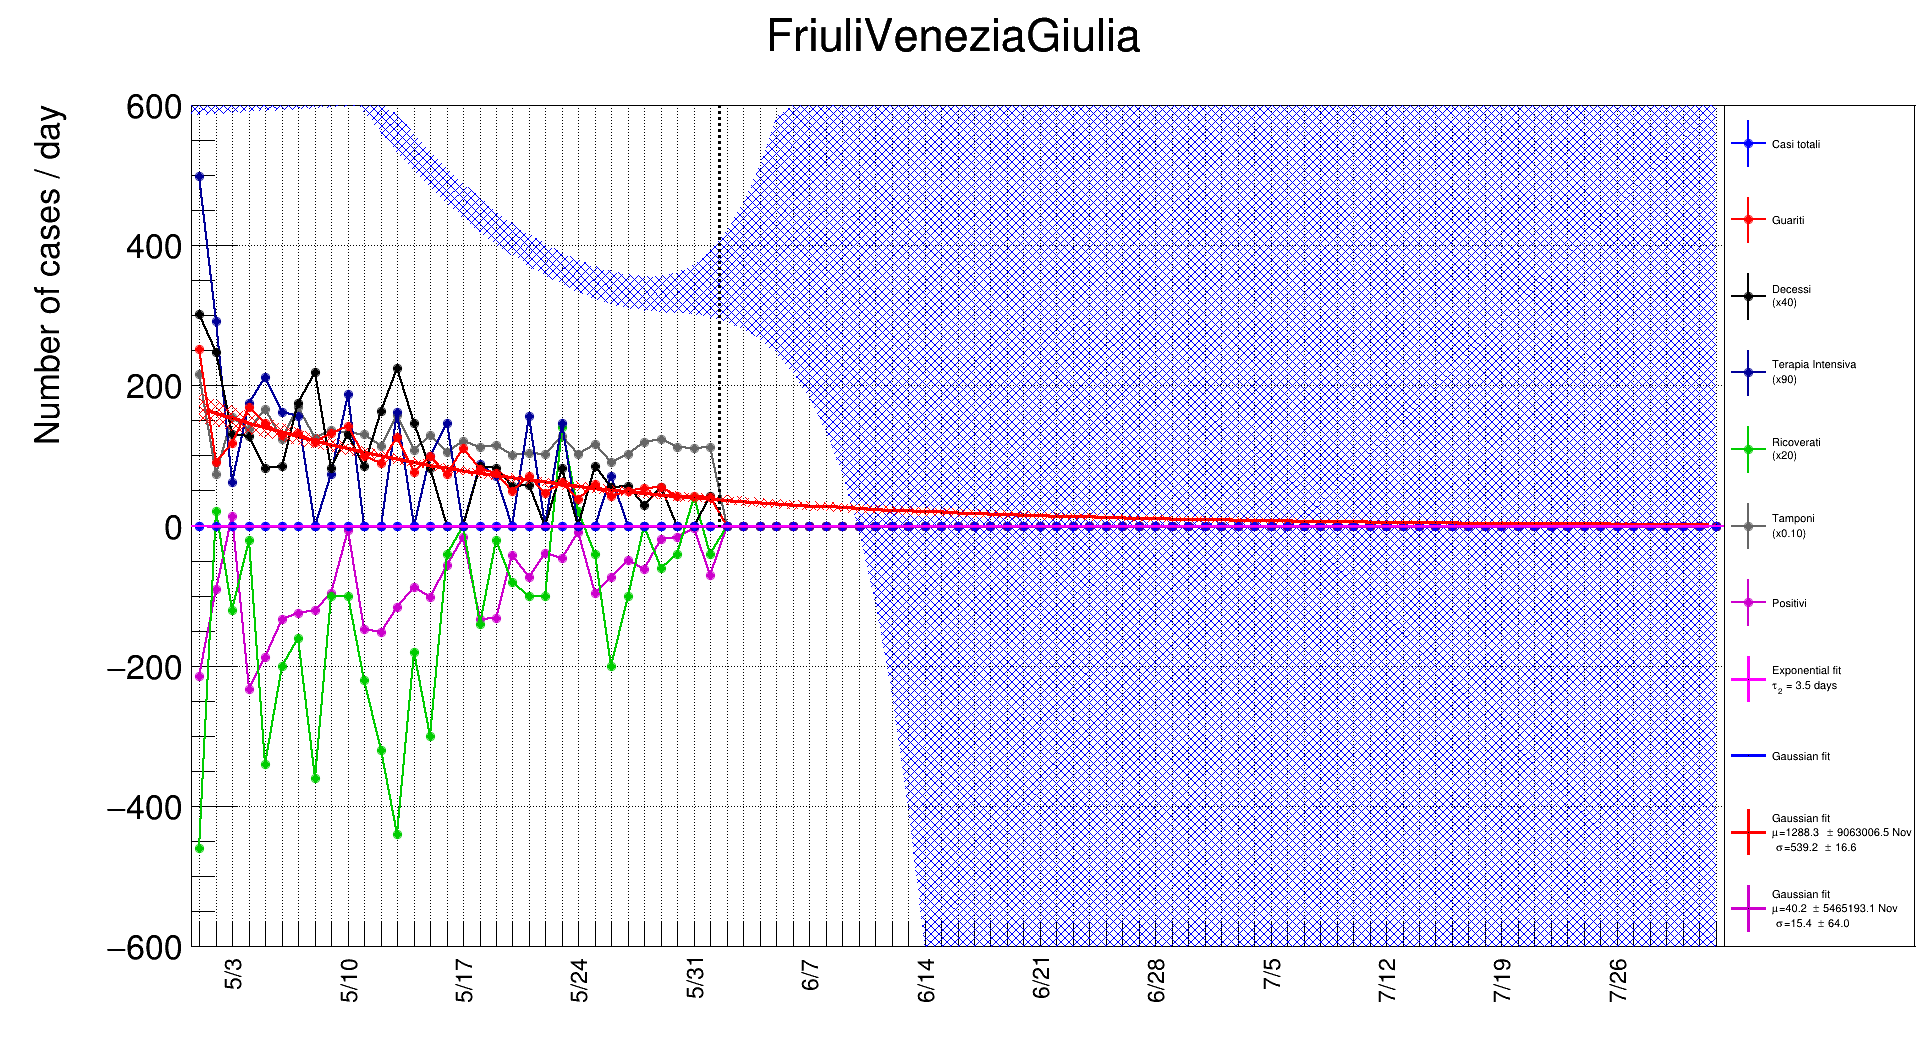 FriuliVeneziaGiulia
Number of cases / day
600
400
200
0
−200
−400
−600
5/3
5/10
5/17
5/24
5/31
6/7
6/14
6/21
6/28
7/5
7/12
7/19
7/26
Casi totali
Guariti
Decessi
(x40)
Terapia Intensiva
(x90)
Ricoverati
(x20)
Tamponi
(x0.10)
Positivi
Exponential fit
τ2 = 3.5 days
Gaussian fit
Gaussian fit
μ=1288.3 ± 9063006.5 Nov
σ=539.2 ± 16.6
Gaussian fit
μ=40.2 ± 5465193.1 Nov
σ=15.4 ± 64.0